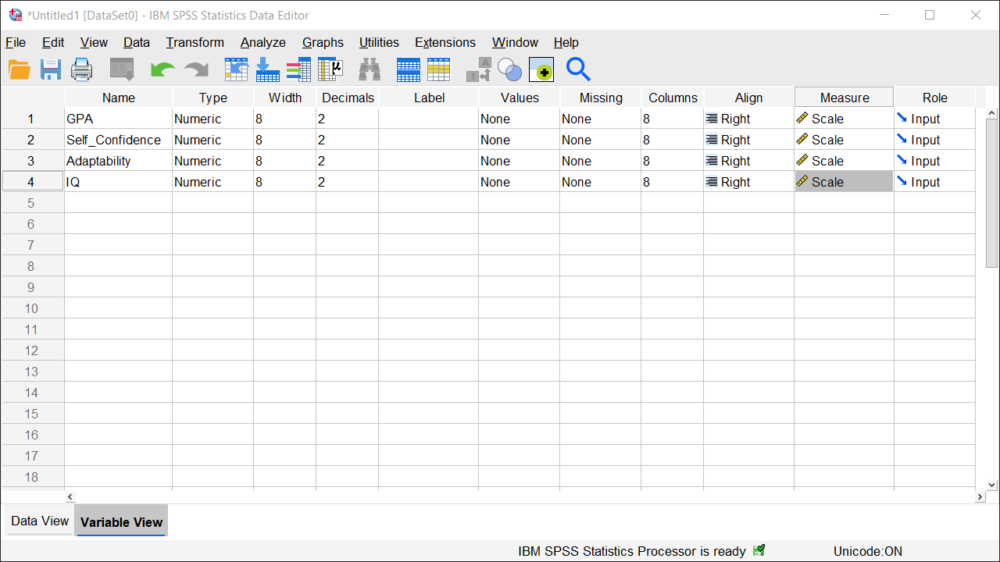 *Untitled1 [DataSet0] - IBM SPSS Statistics Data Editor
File Edit View Data Transform Analyze Graphs Utilities Extensions Window Help
Name Type Width Decimals Label Values Missing Columns Align Measure Role
1 GPA Numeric 8 2 None None 8 Right Scale Input
2 Self_Confidence Numeric 8 2 None None 8 Right Scale Input
3 Adaptability Numeric 8 2 None None 8 Right Scale Input
4 IQ Numeric 8 2 None None 8 Right Scale Input
5
6
7
8
9
10
11
12
13
14
15
16
17
18
Data View Variable View
IBM SPSS Statistics Processor is ready Unicode:ON